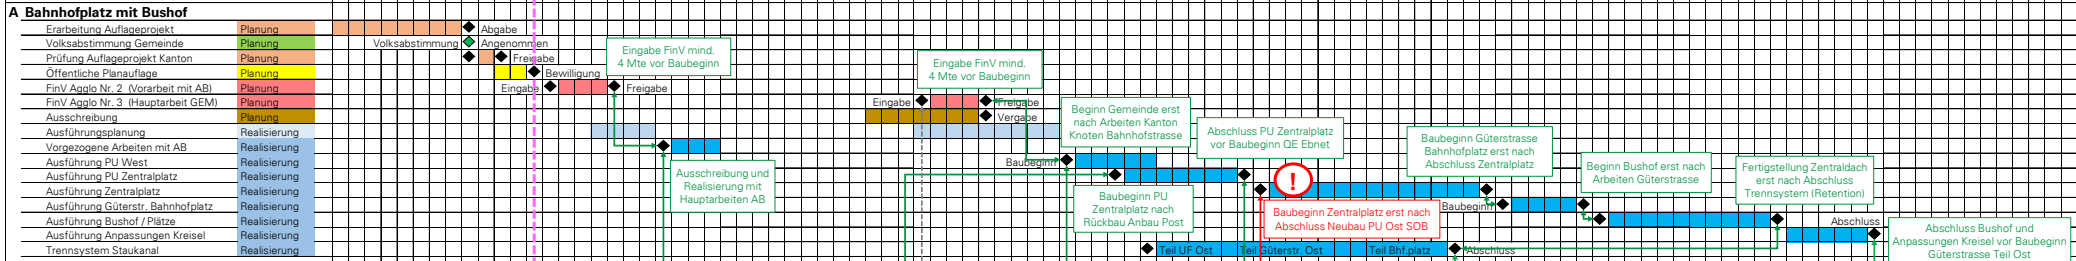 A Bahnhofplatz mit Bushof
Erarbeitung Auflageprojekt Planung Abgabe
Volksabstimmung Gemeinde Planung Volksabstimmung Angenommen
Prüfung Auflageprojekt Kanton Planung Freigabe
Öffentliche Planauflage Planung Bewilligung
FinV Agglo Nr. 2 (Vorarbeit mit AB) Planung Eingabe Freigabe
FinV Agglo Nr. 3 (Hauptarbeit GEM) Planung Eingabe Freigabe
Ausschreibung Planung Vergabe
Ausführungsplanung Realisierung
Vorgezogene Arbeiten mit AB Realisierung
Ausführung PU West Realisierung Baubeginn
Ausführung PU Zentralplatz Realisierung
Ausführung Zentralplatz Realisierung
Ausführung Güterstr. Bahnhofplatz Realisierung Baubeginn
Ausführung Bushof / Plätze Realisierung Abschluss
Ausführung Anpassungen Kreisel Realisierung
Trennsystem Staukanal Realisierung Teil UF Ost Teil Güterstr. Ost Teil Bhf.platz Abschluss
Eingabe FinV mind.
4 Mte vor Baubeginn
Ausschreibung und
Realisierung mit
Hauptarbeiten AB
Eingabe FinV mind.
4 Mte vor Baubeginn
Beginn Gemeinde erst
nach Arbeiten Kanton
Knoten Bahnhofstrasse
Baubeginn PU
Zentralplatz nach
Rückbau Anbau Post
Abschluss PU Zentralplatz
vor Baubeginn QE Ebnet
!
Baubeginn Zentralplatz erst nach
Abschluss Neubau PU Ost SOB
Baubeginn Güterstrasse
Bahnhofplatz erst nach
Abschluss Zentralplatz
Beginn Bushof erst nach
Arbeiten Güterstrasse
Fertigstellung Zentraldach
erst nach Abschluss
Trennsystem (Retention)
Abschluss Bushof und
Anpassungen Kreisel vor Baubeginn
Güterstrasse Teil Ost